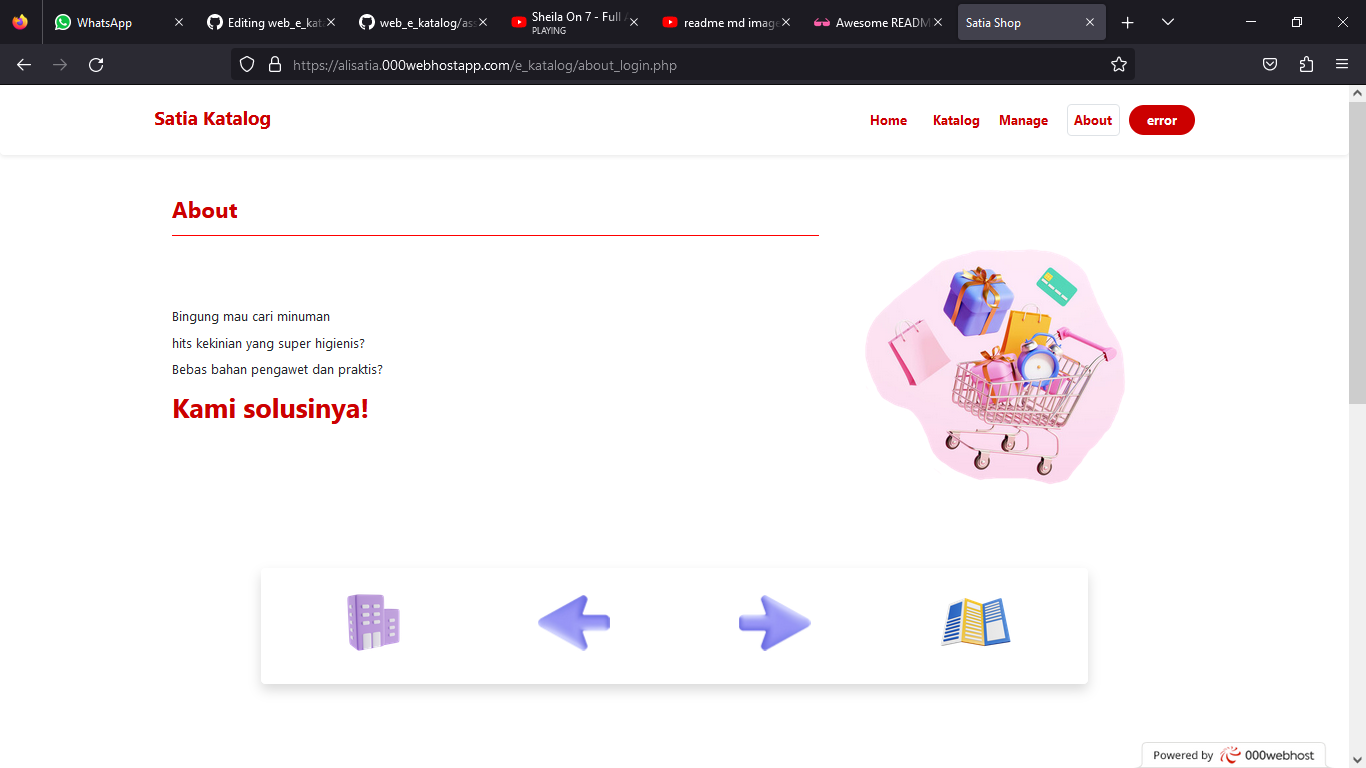 WhatsApp
Editing web_e_kat
web_e_katalog/ass
Sheila On 7 - Full A
PLAYING
readme md image
Awesome READM
Satia Shop
https://alisatia.000webhostapp.com/e_katalog/about_login.php
Satia Katalog
Home
Katalog
Manage
About
error
About
Bingung mau cari minuman
hits kekinian yang super higienis?
Bebas bahan pengawet dan praktis?
Kami solusinya!
Powered by 000webhost